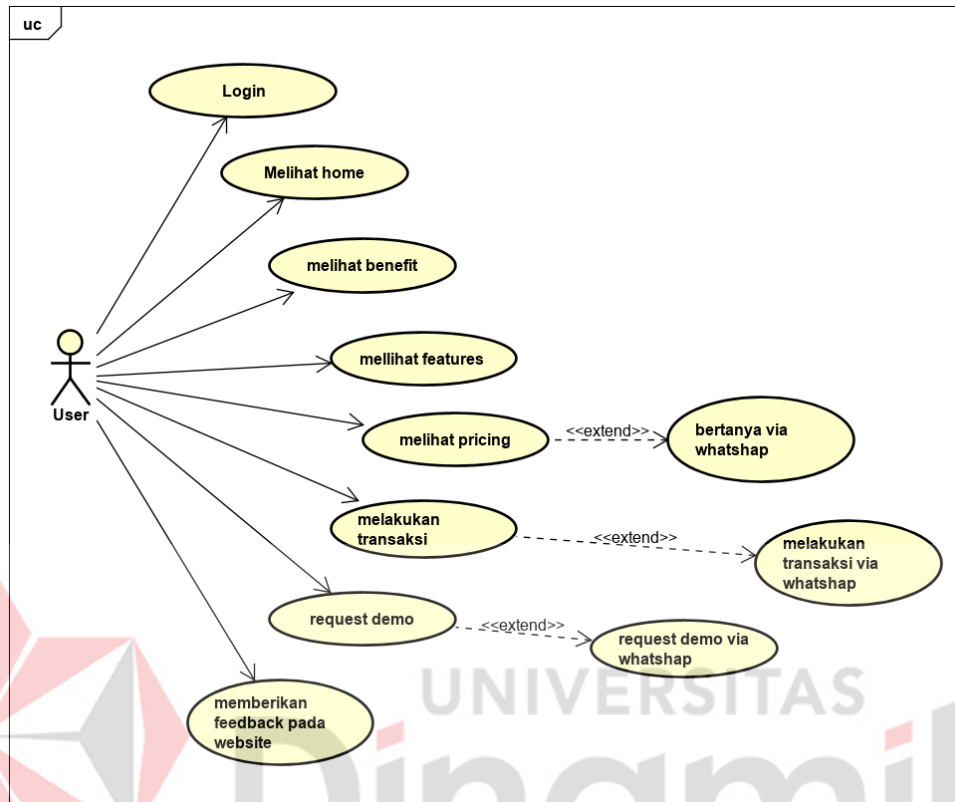 uc
Login
Melihat home
melihat benefit
mellihat features
User
melihat pricing
<<extend>>
bertanya via
whatshap
melakukan
transaksi
<<extend>>
melakukan
transaksi via
whatshap
request demo
<<extend>>
request demo via
whatshap
memberikan
feedback pada
website
UNIVERSITAS
Dinamik